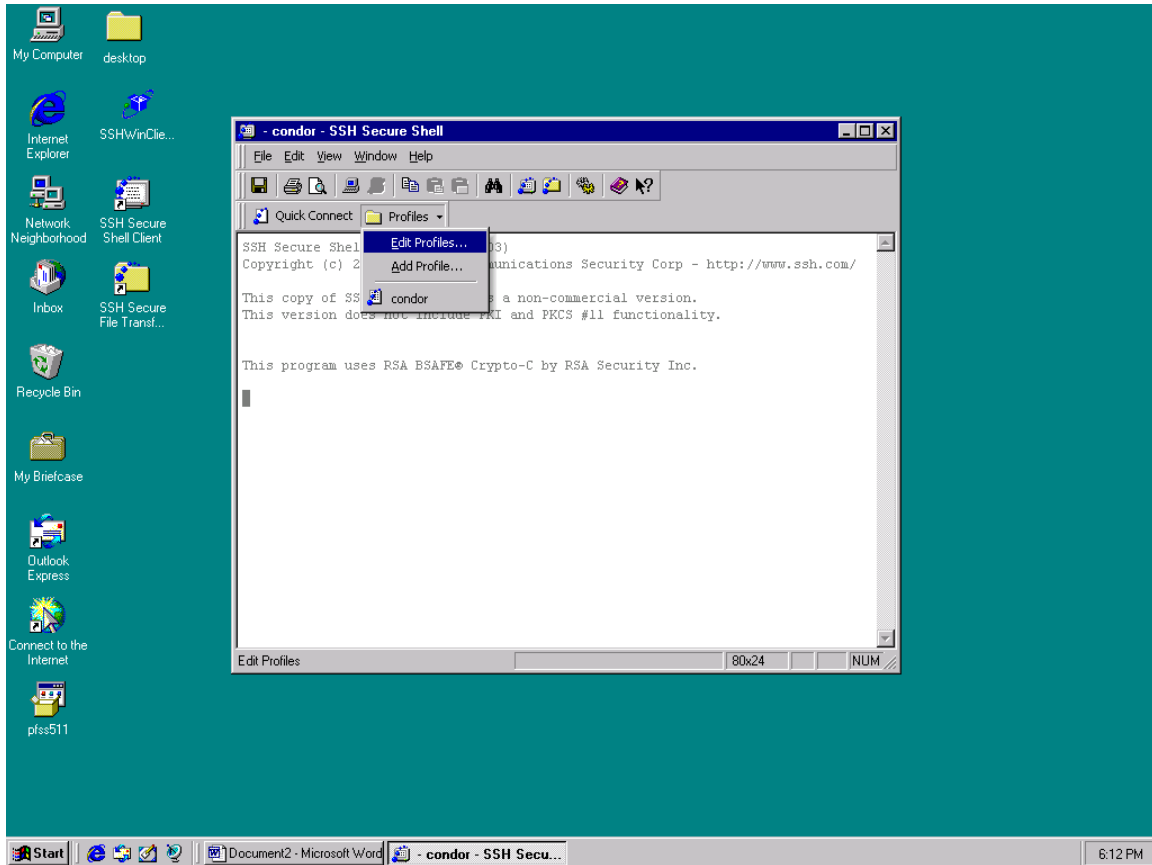 My Computer
desktop
Internet
Explorer
SSHWinClie...
Network
Neighborhood
SSH Secure
Shell Client
Inbox
SSH Secure
File Transf...
Recycle Bin
My Briefcase
Outlook
Express
Connect to the
Internet
pfss511
- condor - SSH Secure Shell
File Edit View Window Help
Quick Connect Profiles
Edit Profiles...
Add Profile...
condor
SSH Secure Shel 03)
Copyright (c) 2 unications Security Corp - http://www.ssh.com/
This copy of SS s a non-commercial version.
This version does not include PKI and PKCS #11 functionality.
This program uses RSA BSAFE® Crypto-C by RSA Security Inc.
Edit Profiles 80x24 NUM
Start Document2 - Microsoft Word - condor - SSH Secu... 6:12 PM